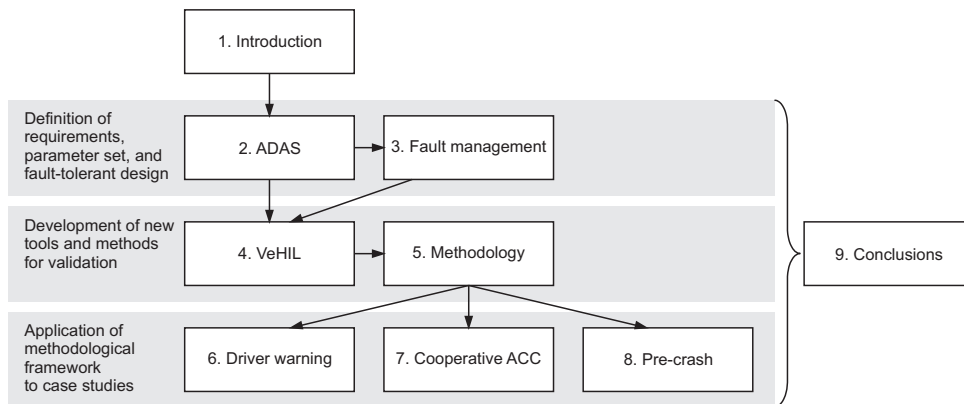 1. Introduction
Definition of
requirements,
parameter set, and
fault-tolerant design
2. ADAS
3. Fault management
Development of new
tools and methods
for validation
4. VeHIL
5. Methodology
9. Conclusions
Application of
methodological
framework
to case studies
6. Driver warning
7. Cooperative ACC
8. Pre-crash